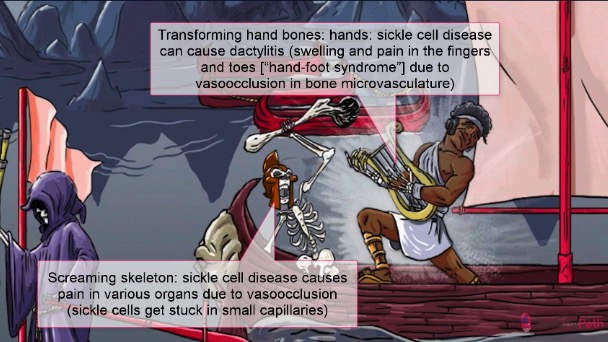 Transforming hand bones: hands: sickle cell disease
can cause dactylitis (swelling and pain in the fingers
and toes [“hand-foot syndrome”] due to
vasoocclusion in bone microvasculature)
Screaming skeleton: sickle cell disease causes
pain in various organs due to vasoocclusion
(sickle cells get stuck in small capillaries)
Path